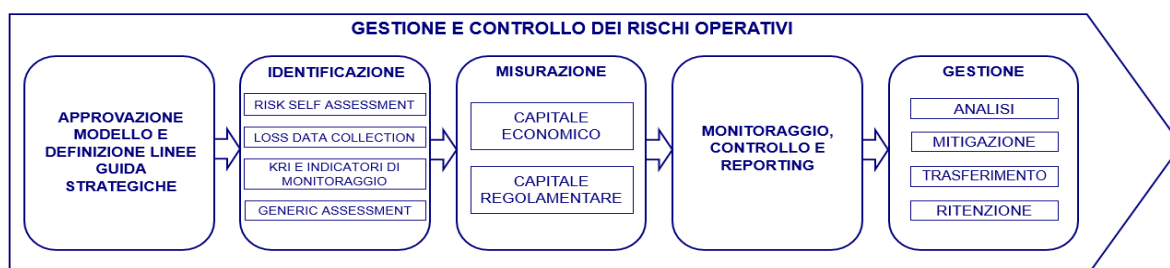 GESTIONE E CONTROLLO DEI RISCHI OPERATIVI
APPROVAZIONE
MODELLO E
DEFINIZIONE LINEE
GUIDA
STRATEGICHE
IDENTIFICAZIONE
RISK SELF ASSESSMENT
LOSS DATA COLLECTION
KRI E INDICATORI DI
MONITORAGGIO
GENERIC ASSESSMENT
MISURAZIONE
CAPITALE
ECONOMICO
CAPITALE
REGOLAMENTARE
MONITORAGGIO,
CONTROLLO E
REPORTING
GESTIONE
ANALISI
MITIGAZIONE
TRASFERIMENTO
RITENZIONE